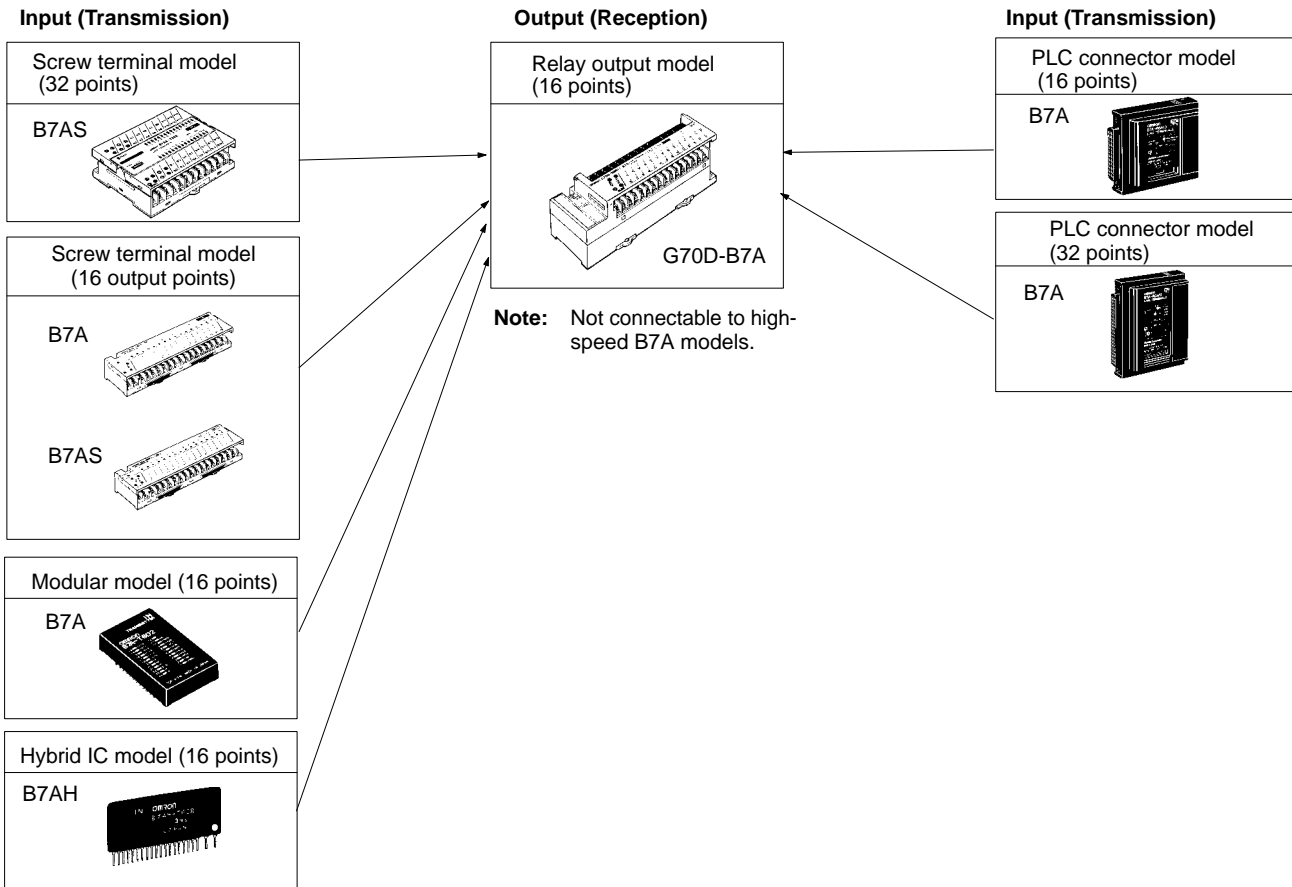 Input (Transmission)
Screw terminal model
(32 points)
B7AS
Screw terminal model
(16 output points)
B7A
B7AS
Modular model (16 points)
B7A
Hybrid IC model (16 points)
B7AH
IN OMRON
Output (Reception)
Relay output model
(16 points)
G70D-B7A
Note: Not connectable to high-
speed B7A models.
Input (Transmission)
PLC connector model
(16 points)
B7A
PLC connector model
(32 points)
B7A